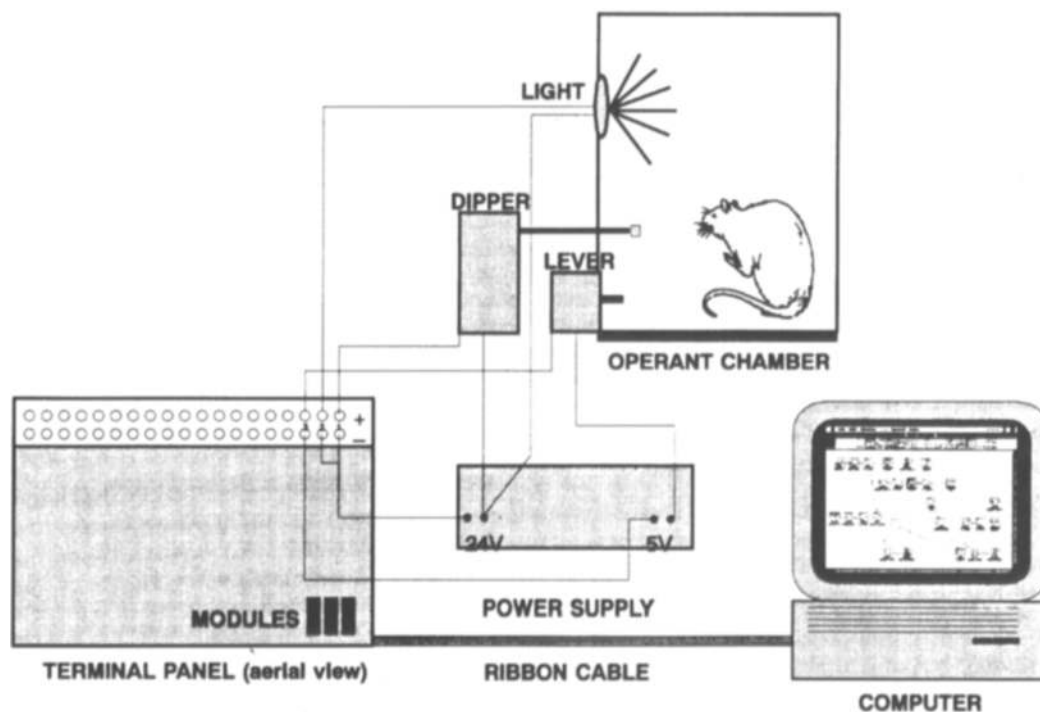 LIGHT
DIPPER
LEVER
OPERANT CHAMBER
+
−
24V
5V
MODULES
POWER SUPPLY
TERMINAL PANEL (aerial view)
RIBBON CABLE
COMPUTER